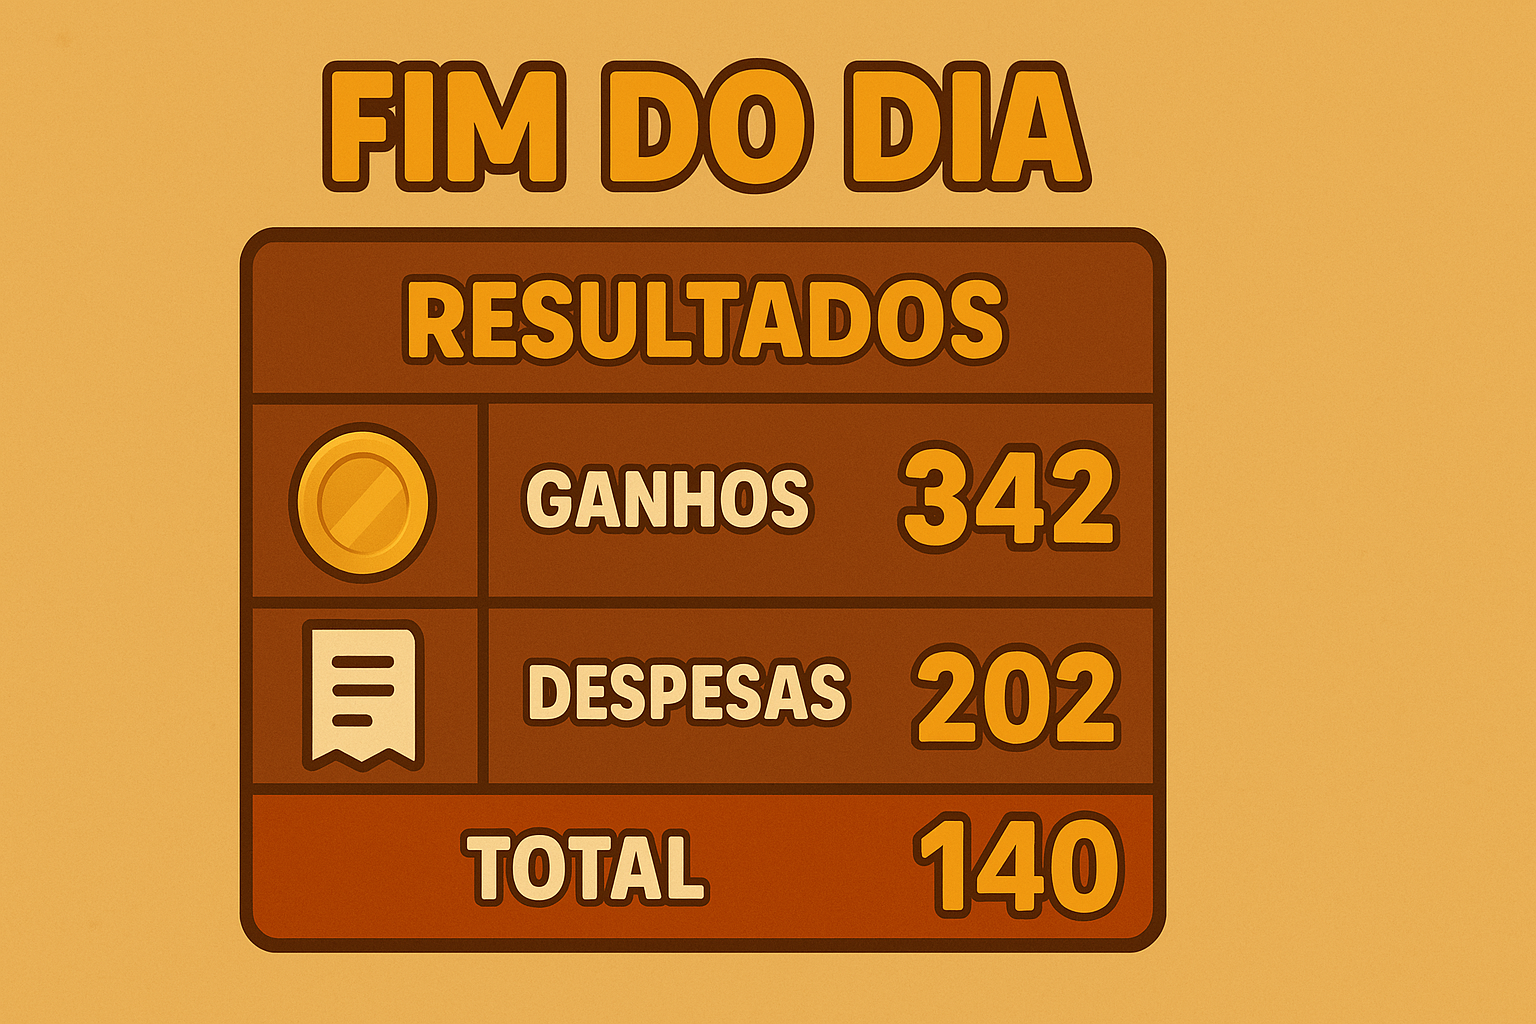 FIM DO DIA
RESULTADOS
GANHOS 342
DESPESAS 202
TOTAL 140